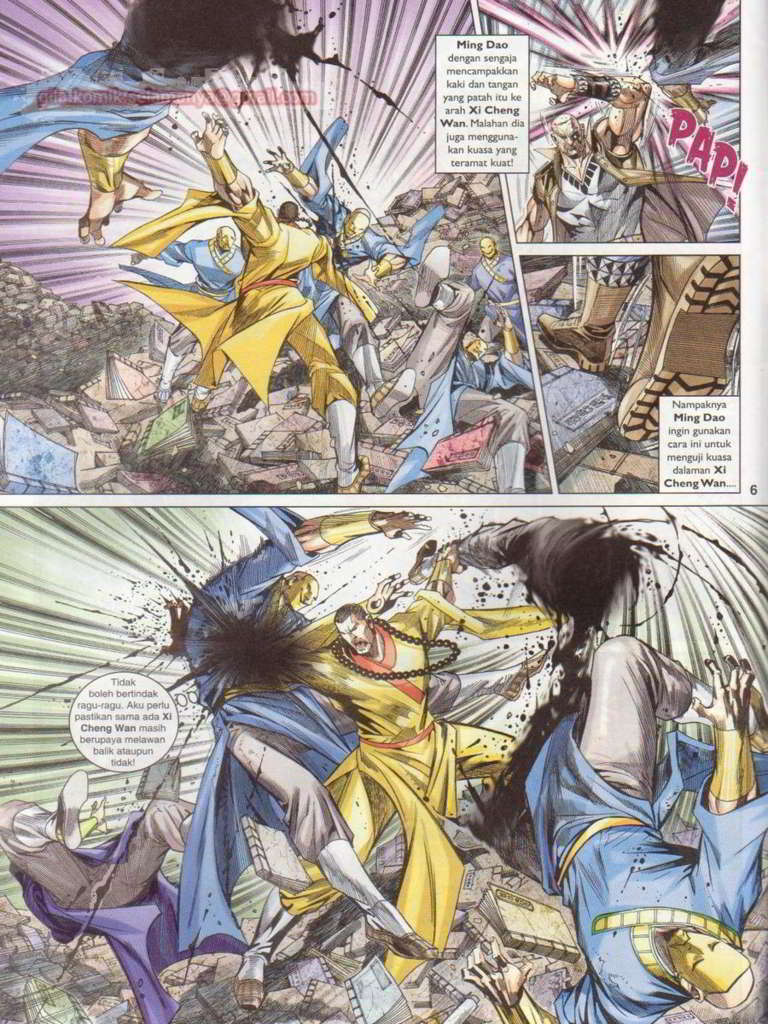 Ming Dao
dengan sengaja
mencampakkan
kaki dan tangan
yang patah itu ke
arah Xi Cheng
Wan. Malahan dia
juga mengguna-
kan kuasa yang
teramat kuat!
PAP!
Nampaknya
Ming Dao
ingin gunakan
cara ini untuk
menguji kuasa
dalaman Xi
Cheng Wan....
6
Tidak
boleh bertindak
ragu-ragu. Aku perlu
pastikan sama ada Xi
Cheng Wan masih
berupaya melawan
balik ataupun
tidak!